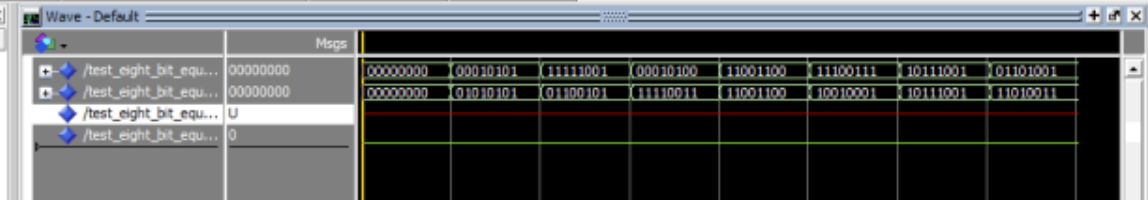 Wave - Default
Msgs
/test_eight_bit_equ... 00000000 00000000 00010101 11111001 00010100 11001100 11100111 10111001 01101001
/test_eight_bit_equ... 00000000 00000000 01010101 01100101 11110011 11001100 10010001 10111001 11010011
/test_eight_bit_equ... U
/test_eight_bit_equ... 0